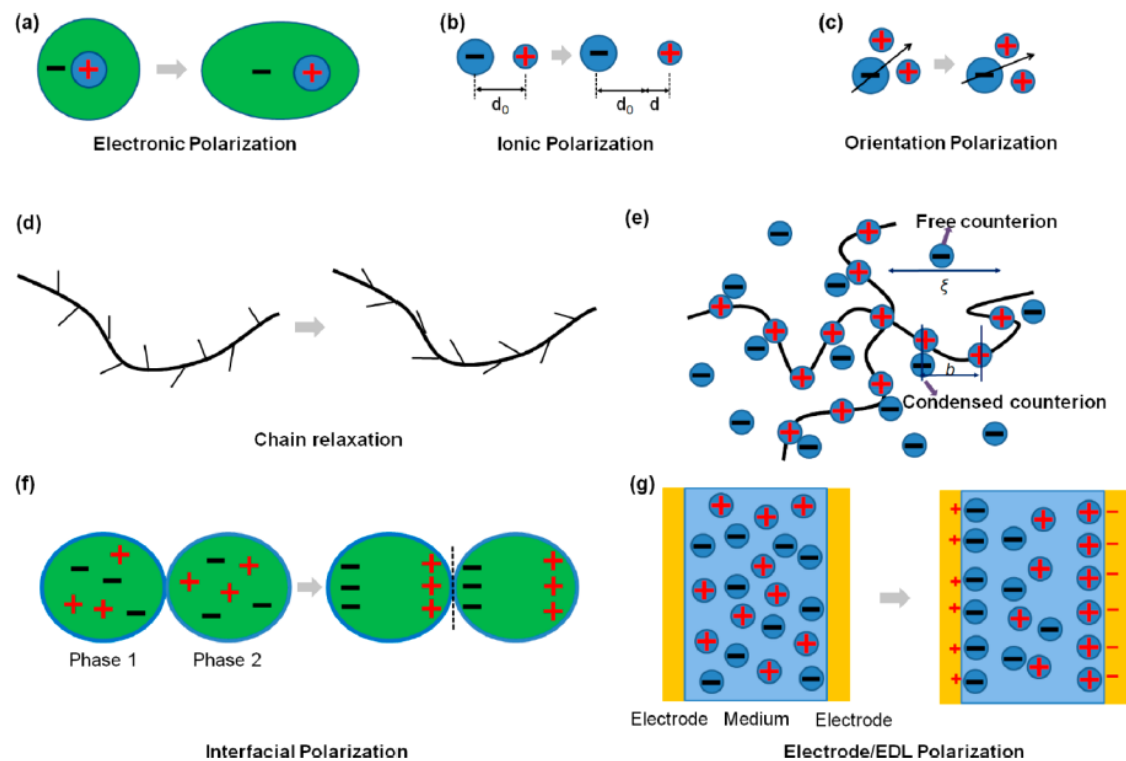 (a)
Electronic Polarization
(b)
d₀
d₀ d
Ionic Polarization
(c)
Orientation Polarization
(d)
Chain relaxation
(e)
Free counterion
ξ
b
Condensed counterion
(f)
Phase 1 Phase 2
Interfacial Polarization
(g)
Electrode Medium Electrode
Electrode/EDL Polarization